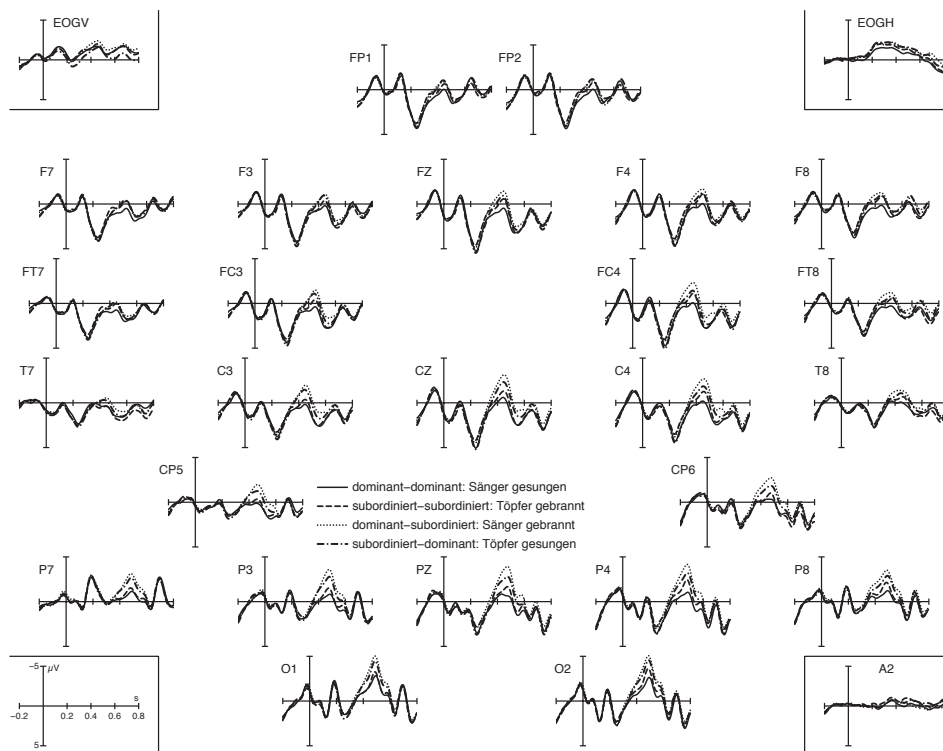 EOGV
EOGH
FP1 FP2
F7 F3 FZ F4 F8
FT7 FC3 FC4 FT8
T7 C3 CZ C4 T8
CP5 CP6
dominant–dominant: Sänger gesungen
subordiniert–subordiniert: Töpfer gebrannt
dominant–subordiniert: Sänger gebrannt
subordiniert–dominant: Töpfer gesungen
P7 P3 PZ P4 P8
O1 O2 A2
−5 µV
s
−0.2 0.2 0.4 0.6 0.8
5